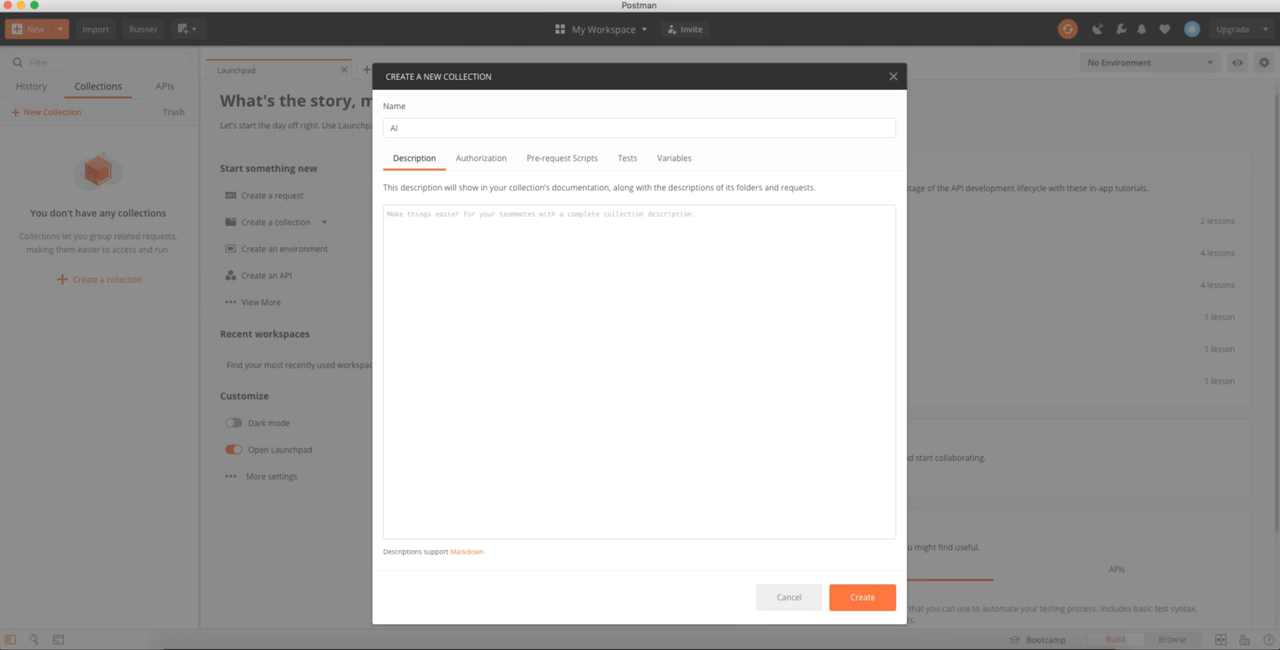 Postman
New
Import
Runner
My Workspace
Invite
Upgrade
Filter
History
Collections
APIs
New Collection
Trash
You don't have any collections
Collections let you group related requests,
making them easier to access and run.
Create a collection
Launchpad
What's the story, m
Let's start the day off right. Use Launchpa
Start something new
Create a request
Create a collection
Create an environment
Create an API
View More
Recent workspaces
Find your most recently used workspac
Customize
Dark mode
Open Launchpad
More settings
CREATE A NEW COLLECTION
Name
AI
Description
Authorization
Pre-request Scripts
Tests
Variables
This description will show in your collection's documentation, along with the descriptions of its folders and requests.
Make things easier for your teammates with a complete collection description.
Descriptions support Markdown
Cancel
Create
No Environment
tage of the API development lifecycle with these in-app tutorials.
2 lessons
4 lessons
4 lessons
1 lesson
1 lesson
1 lesson
d start collaborating.
u might find useful.
APIs
that you can use to automate your testing process. Includes basic test syntax,
s.
Bootcamp
Build
Browse